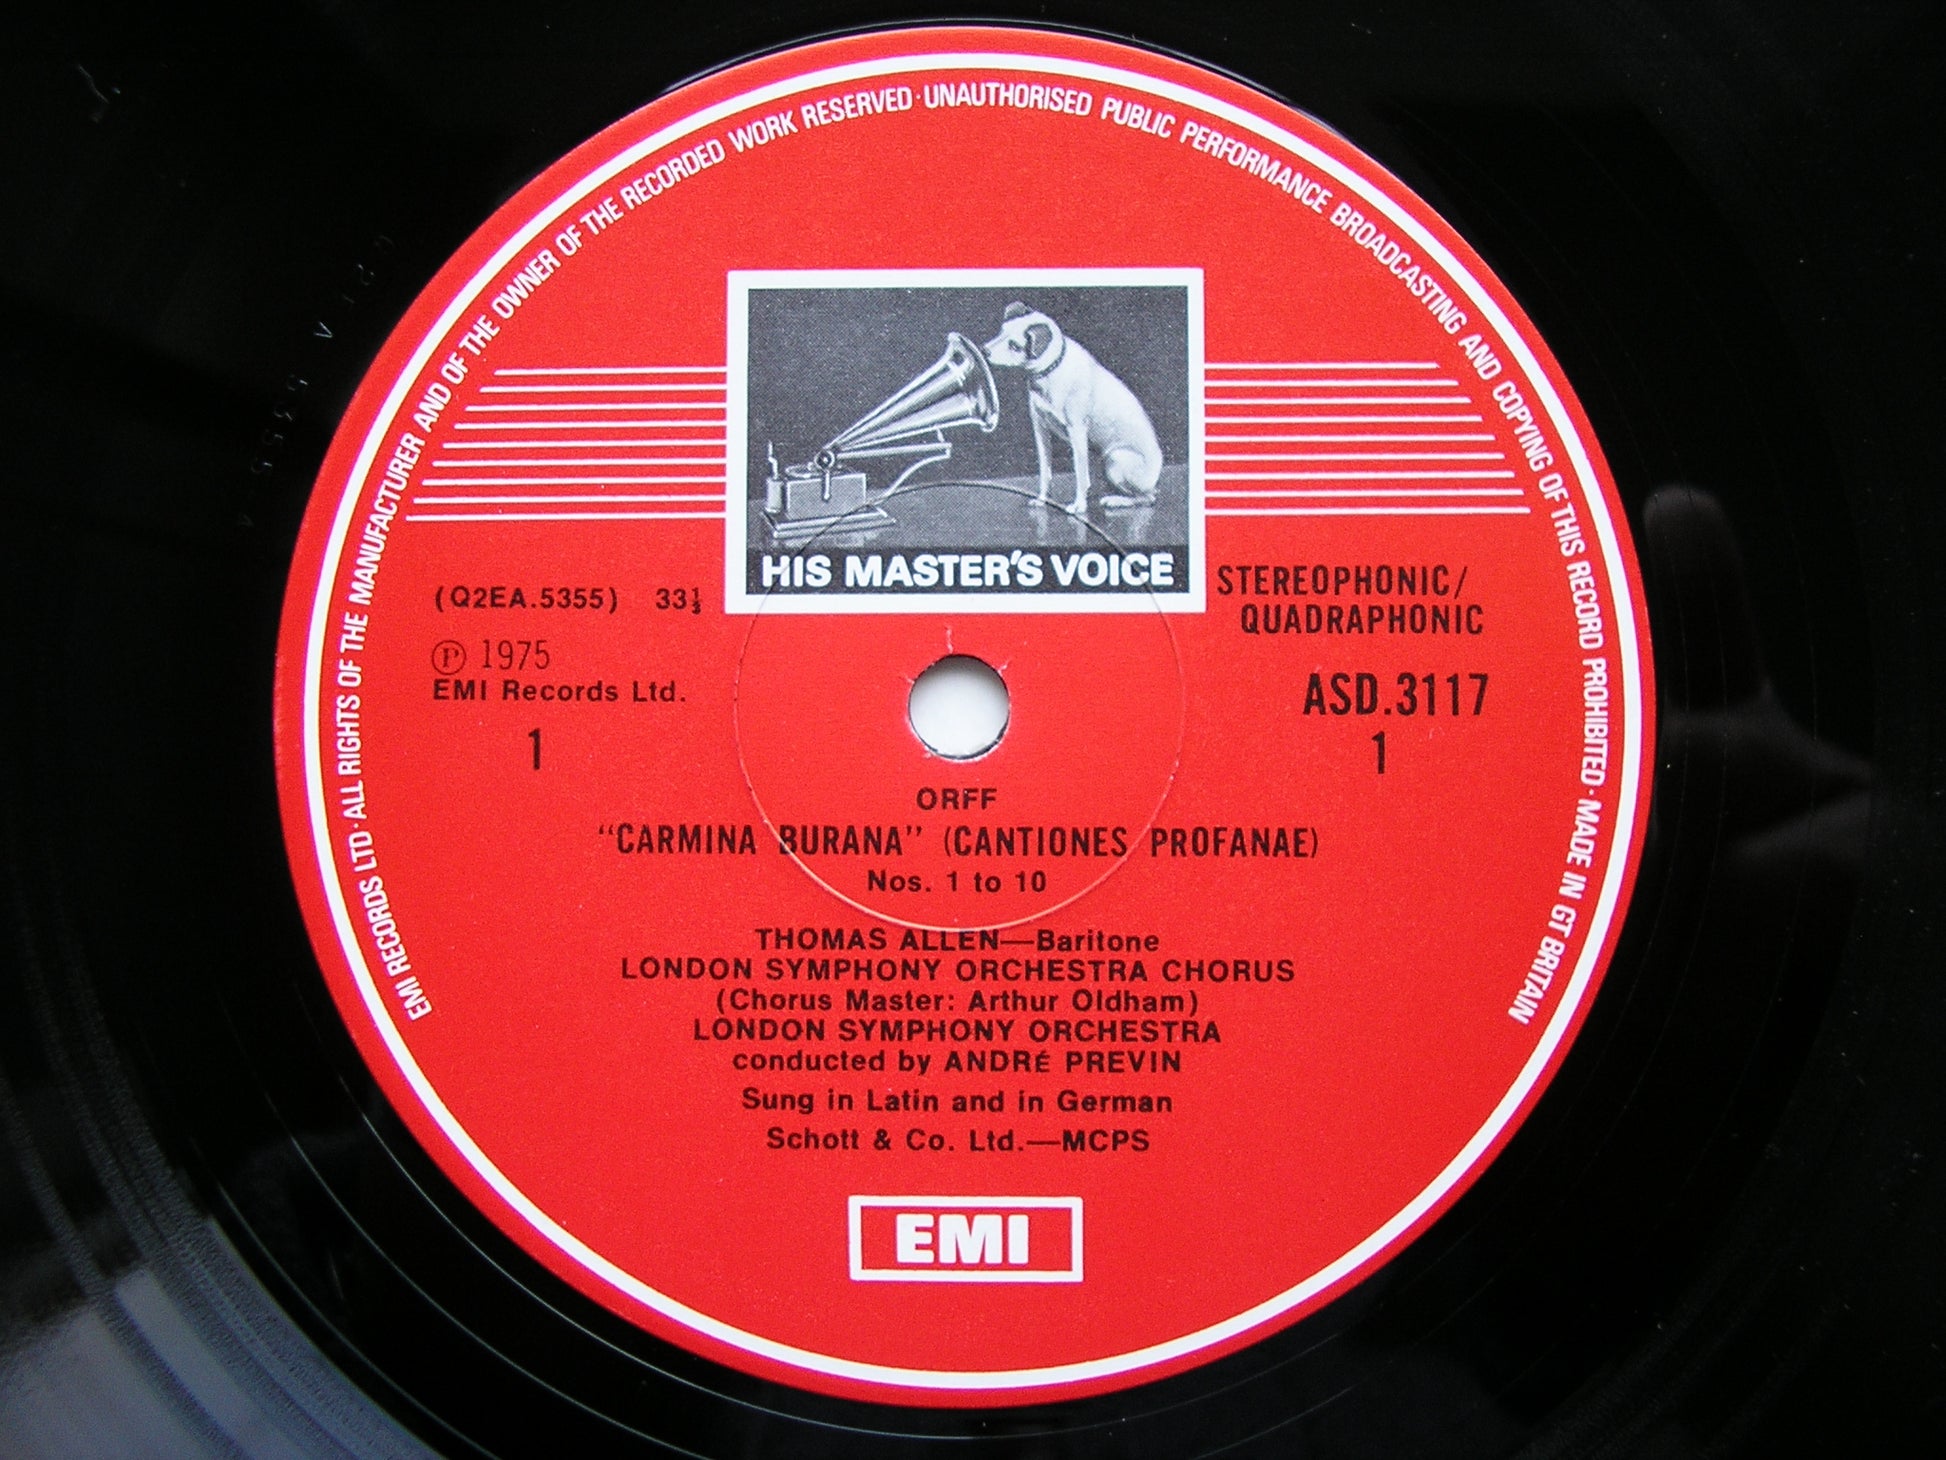 EMI RECORDS LTD · ALL RIGHTS OF THE MANUFACTURER AND OF THE OWNER OF THE RECORDED WORK RESERVED · UNAUTHORISED PUBLIC PERFORMANCE BROADCASTING AND COPYING OF THIS RECORD PROHIBITED · MADE IN GT BRITAIN
HIS MASTER'S VOICE
(Q2EA.5355) 33⅓
STEREOPHONIC/
QUADRAPHONIC
Ⓟ 1975
EMI Records Ltd.
ASD.3117
1
1
ORFF
“CARMINA BURANA” (CANTIONES PROFANAE)
Nos. 1 to 10
THOMAS ALLEN—Baritone
LONDON SYMPHONY ORCHESTRA CHORUS
(Chorus Master: Arthur Oldham)
LONDON SYMPHONY ORCHESTRA
conducted by ANDRÉ PREVIN
Sung in Latin and in German
Schott & Co. Ltd.—MCPS
EMI